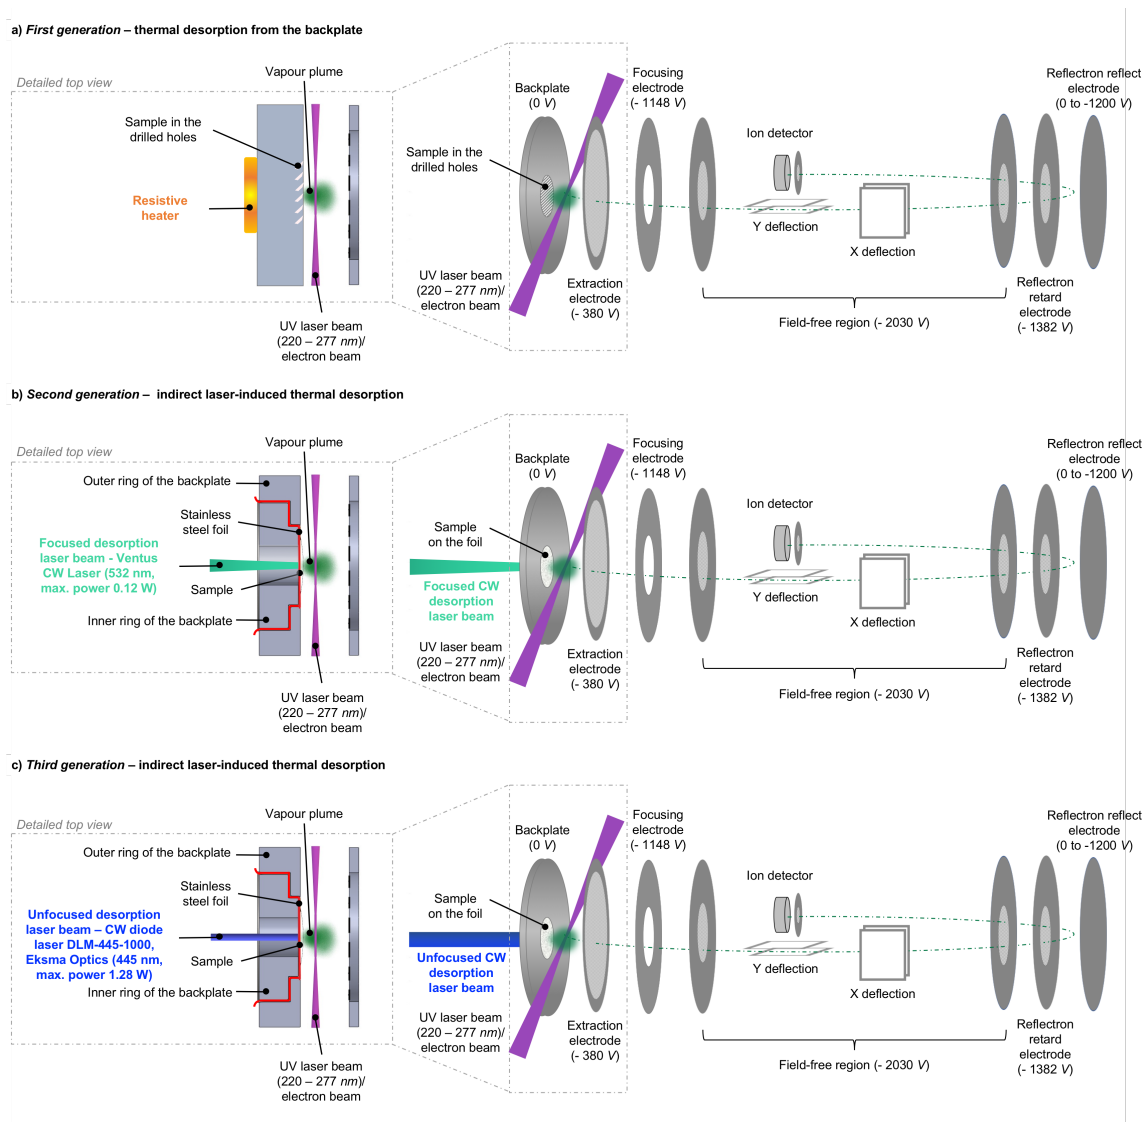 a) First generation – thermal desorption from the backplate
Detailed top view
Vapour plume
Sample in the
drilled holes
Resistive
heater
UV laser beam
(220 – 277 nm)/
electron beam
Backplate
(0 V)
Sample in the
drilled holes
UV laser beam
(220 – 277 nm)/
electron beam
Extraction
electrode
(- 380 V)
Focusing
electrode
(- 1148 V)
Ion detector
Y deflection
X deflection
Field-free region (- 2030 V)
Reflectron reflect
electrode
(0 to -1200 V)
Reflectron
retard
electrode
(- 1382 V)
b) Second generation – indirect laser-induced thermal desorption
Detailed top view
Vapour plume
Outer ring of the backplate
Stainless
steel foil
Focused desorption
laser beam - Ventus
CW Laser (532 nm,
max. power 0.12 W)
Sample
Inner ring of the backplate
UV laser beam
(220 – 277 nm)/
electron beam
Backplate
(0 V)
Sample
on the foil
Focused CW
desorption
laser beam
UV laser beam
(220 – 277 nm)/
electron beam
Extraction
electrode
(- 380 V)
Focusing
electrode
(- 1148 V)
Ion detector
Y deflection
X deflection
Field-free region (- 2030 V)
Reflectron reflect
electrode
(0 to -1200 V)
Reflectron
retard
electrode
(- 1382 V)
c) Third generation – indirect laser-induced thermal desorption
Detailed top view
Vapour plume
Outer ring of the backplate
Stainless
steel foil
Unfocused desorption
laser beam – CW diode
laser DLM-445-1000,
Eksma Optics (445 nm,
max. power 1.28 W)
Sample
Inner ring of the backplate
UV laser beam
(220 – 277 nm)/
electron beam
Backplate
(0 V)
Sample
on the foil
Unfocused CW
desorption
laser beam
UV laser beam
(220 – 277 nm)/
electron beam
Extraction
electrode
(- 380 V)
Focusing
electrode
(- 1148 V)
Ion detector
Y deflection
X deflection
Field-free region (- 2030 V)
Reflectron reflect
electrode
(0 to -1200 V)
Reflectron
retard
electrode
(- 1382 V)